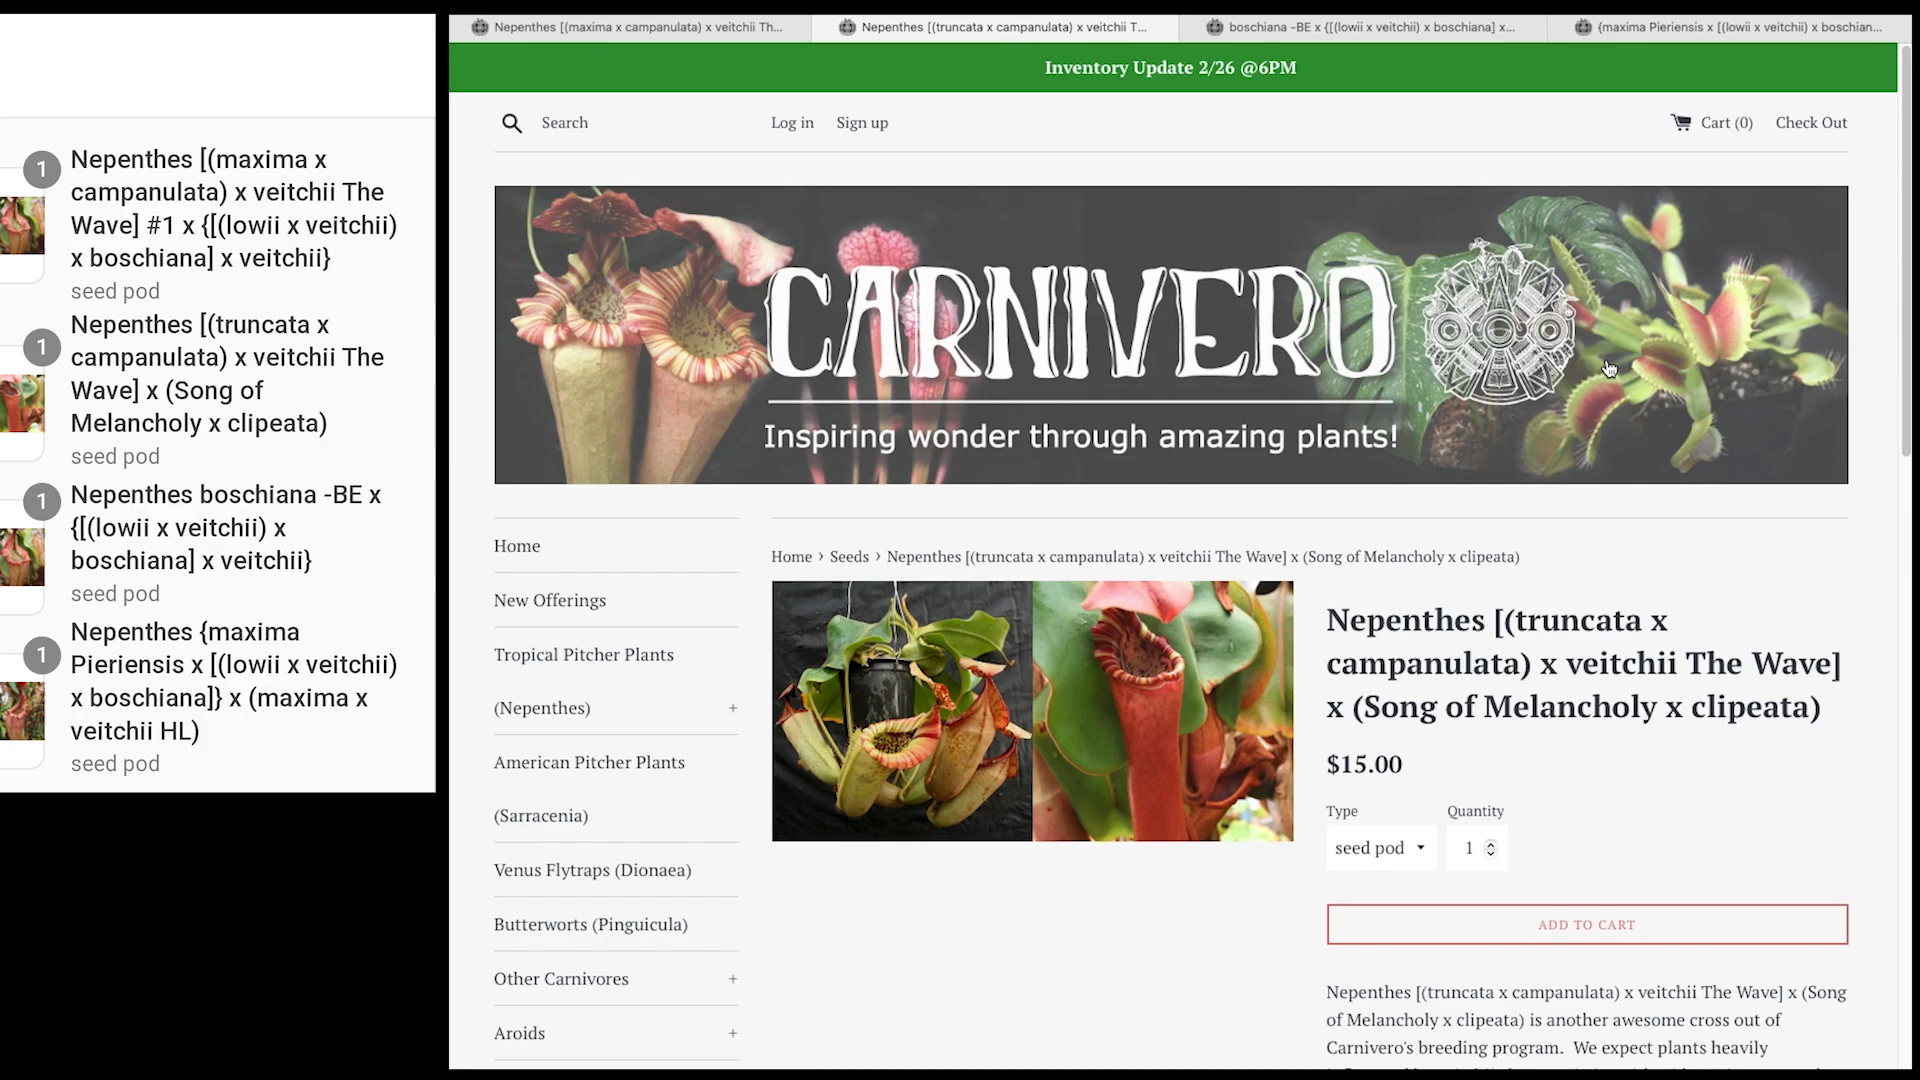 1
Nepenthes [(maxima x
campanulata) x veitchii The
Wave] #1 x {[(lowii x veitchii)
x boschiana] x veitchii}
seed pod
1
Nepenthes [(truncata x
campanulata) x veitchii The
Wave] x (Song of
Melancholy x clipeata)
seed pod
1
Nepenthes boschiana -BE x
{[(lowii x veitchii) x
boschiana] x veitchii}
seed pod
1
Nepenthes {maxima
Pieriensis x [(lowii x veitchii)
x boschiana]} x (maxima x
veitchii HL)
seed pod
Nepenthes [(maxima x campanulata) x veitchii Th...
Nepenthes [(truncata x campanulata) x veitchii T...
boschiana -BE x {[(lowii x veitchii) x boschiana] x...
{maxima Pieriensis x [(lowii x veitchii) x boschian...
Inventory Update 2/26 @6PM
Search
Log in Sign up
Cart (0) Check Out
CARNIVERO
Inspiring wonder through amazing plants!
Home
New Offerings
Tropical Pitcher Plants
(Nepenthes) +
American Pitcher Plants
(Sarracenia)
Venus Flytraps (Dionaea)
Butterworts (Pinguicula)
Other Carnivores +
Aroids +
Home › Seeds › Nepenthes [(truncata x campanulata) x veitchii The Wave] x (Song of Melancholy x clipeata)
Nepenthes [(truncata x
campanulata) x veitchii The Wave]
x (Song of Melancholy x clipeata)
$15.00
Type Quantity
seed pod 1
ADD TO CART
Nepenthes [(truncata x campanulata) x veitchii The Wave] x (Song
of Melancholy x clipeata) is another awesome cross out of
Carnivero's breeding program. We expect plants heavily